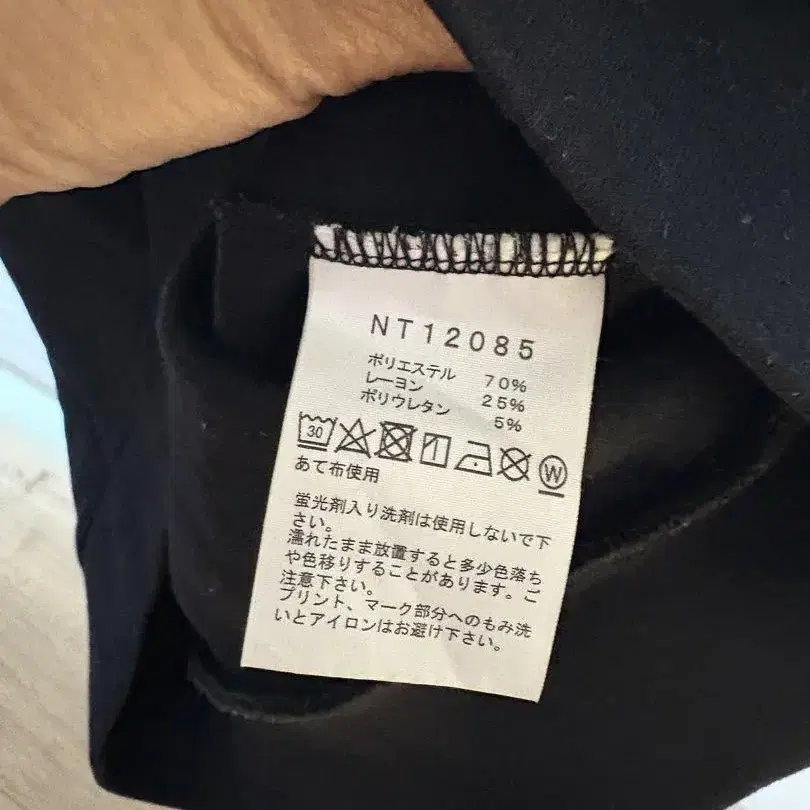 NT12085
ポリエステル 70%
レーヨン 25%
ポリウレタン 5%
30 W
あて布使用
蛍光剤入り洗剤は使用しないで下
さい。
濡れたまま放置すると多少色落ち
や色移りすることがあります。ご
注意下さい。
プリント、マーク部分へのもみ洗
いとアイロンはお避け下さい。